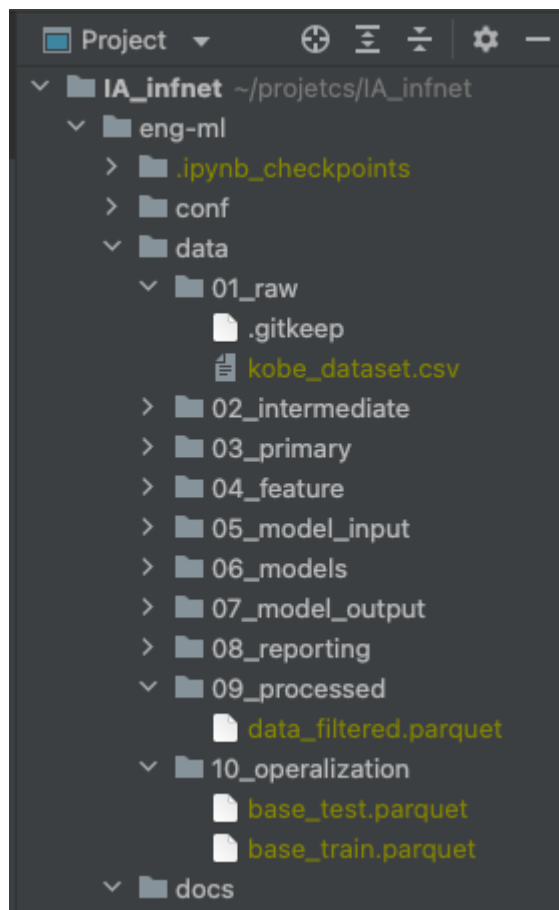 Project
IA_infnet ~/projetcs/IA_infnet
eng-ml
.ipynb_checkpoints
conf
data
01_raw
.gitkeep
kobe_dataset.csv
02_intermediate
03_primary
04_feature
05_model_input
06_models
07_model_output
08_reporting
09_processed
data_filtered.parquet
10_operalization
base_test.parquet
base_train.parquet
docs